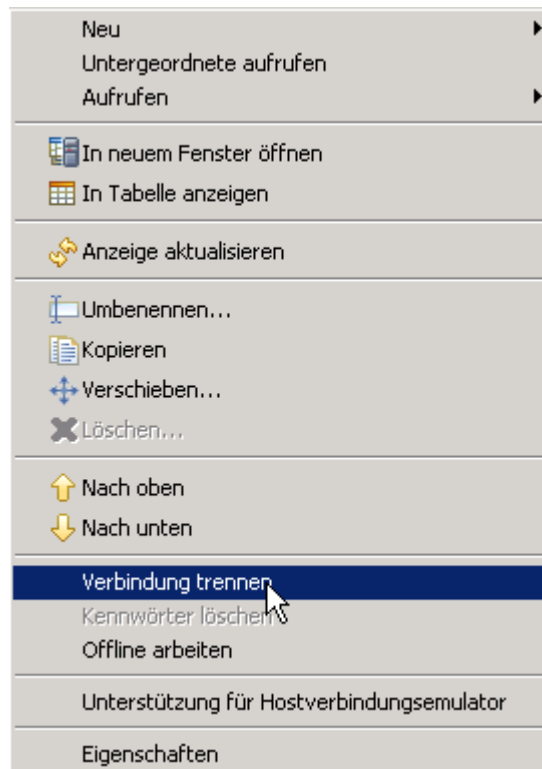 Neu
Untergeordnete aufrufen
Aufrufen
In neuem Fenster öffnen
In Tabelle anzeigen
Anzeige aktualisieren
Umbenennen...
Kopieren
Verschieben...
Löschen...
Nach oben
Nach unten
Verbindung trennen
Kennwörter löschen
Offline arbeiten
Unterstützung für Hostverbindungsemulator
Eigenschaften